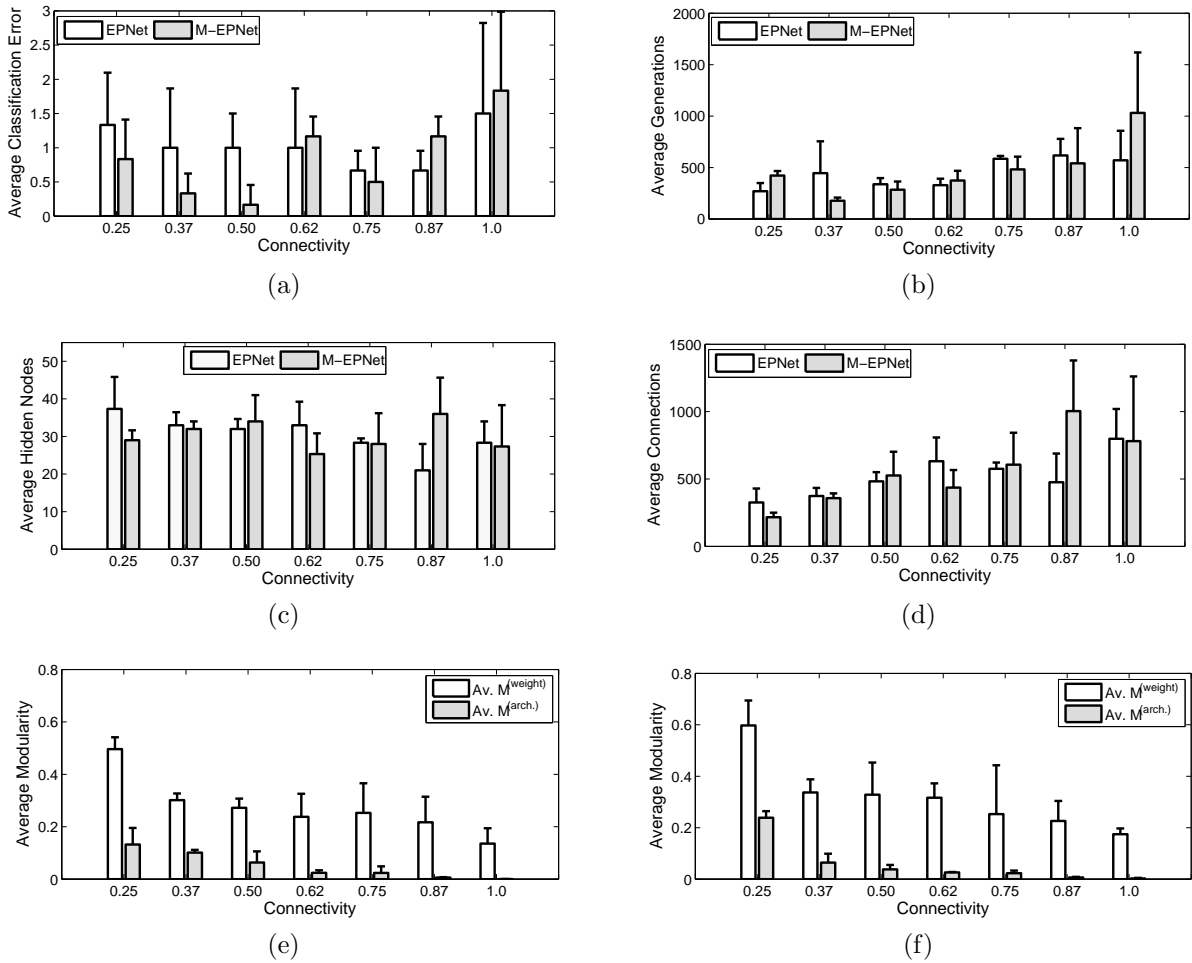 EPNet M-EPNet
Average Classification Error
3
2.5
2
1.5
1
0.5
0
0.25 0.37 0.50 0.62 0.75 0.87 1.0
Connectivity
(a)
EPNet M-EPNet
Average Generations
2000
1500
1000
500
0
0.25 0.37 0.50 0.62 0.75 0.87 1.0
Connectivity
(b)
EPNet M-EPNet
Average Hidden Nodes
50
40
30
20
10
0
0.25 0.37 0.50 0.62 0.75 0.87 1.0
Connectivity
(c)
EPNet M-EPNet
Average Connections
1500
1000
500
0
0.25 0.37 0.50 0.62 0.75 0.87 1.0
Connectivity
(d)
Av. M(weight)
Av. M(arch.)
Average Modularity
0.8
0.6
0.4
0.2
0
0.25 0.37 0.50 0.62 0.75 0.87 1.0
Connectivity
(e)
Av. M(weight)
Av. M(arch.)
Average Modularity
0.8
0.6
0.4
0.2
0
0.25 0.37 0.50 0.62 0.75 0.87 1.0
Connectivity
(f)